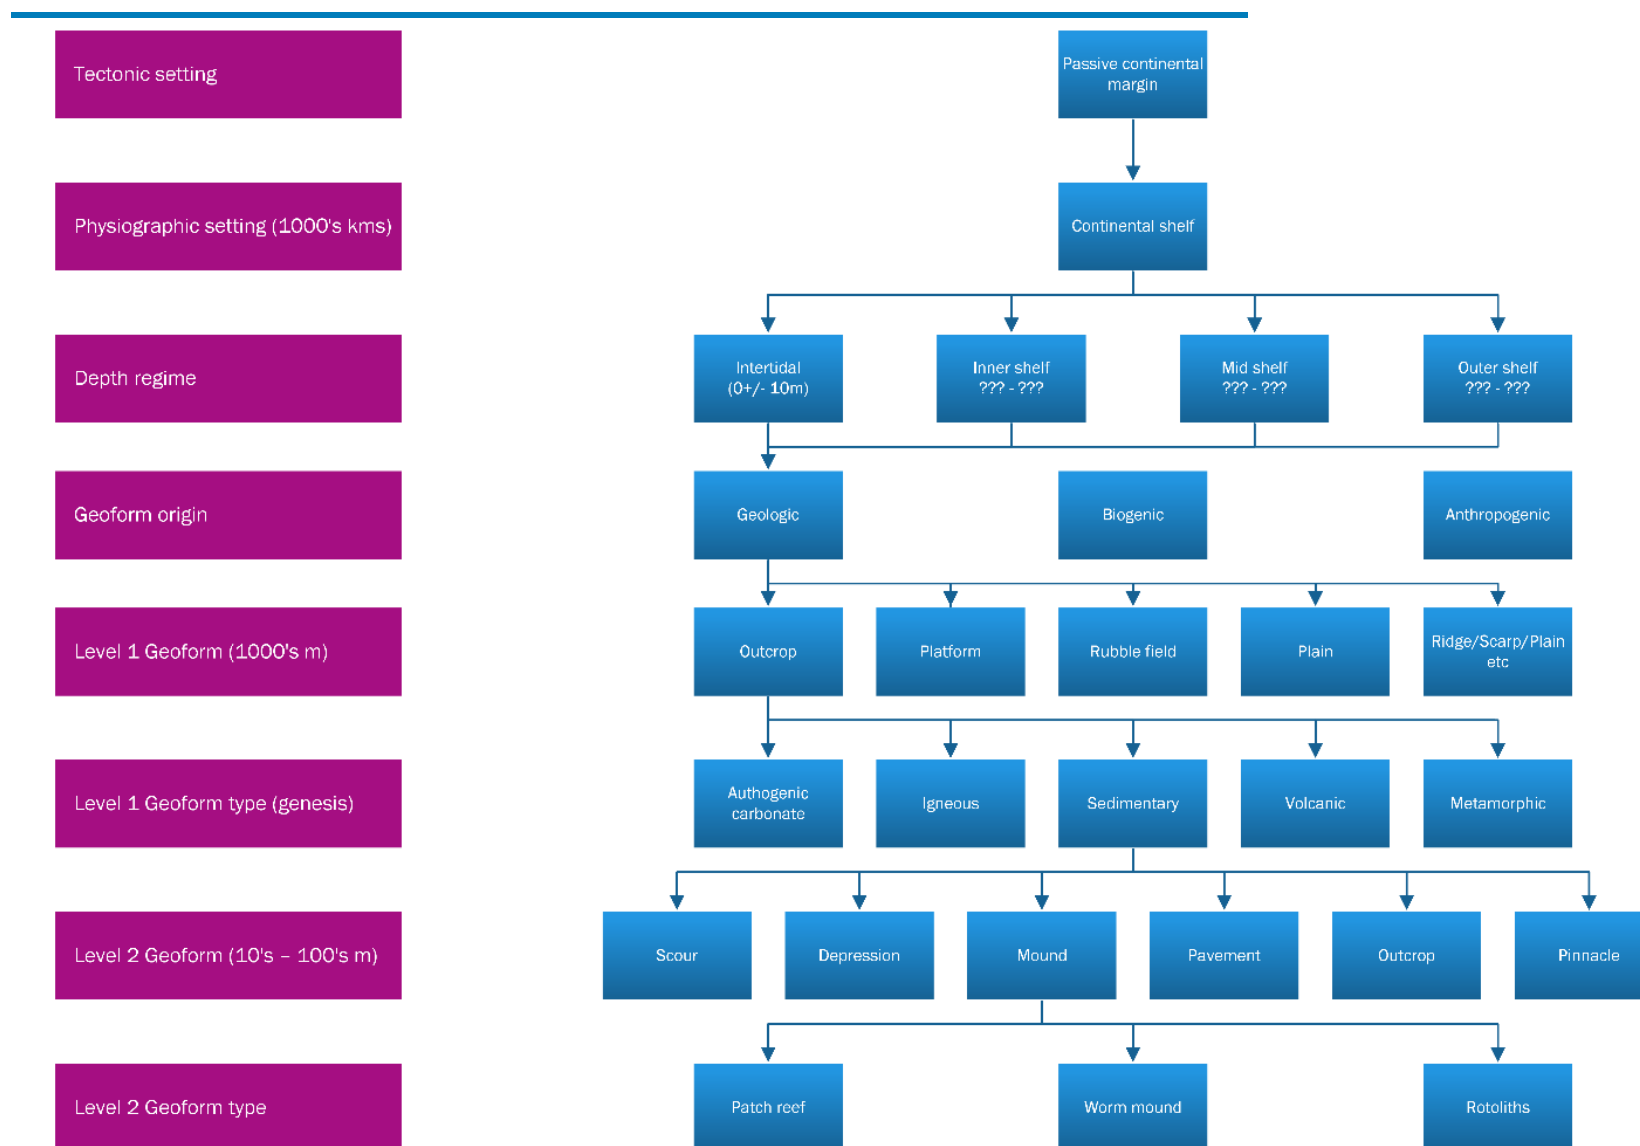 Tectonic setting
Passive continental
margin
Physiographic setting (1000's kms)
Continental shelf
Depth regime
Intertidal
(0+/- 10m)
Inner shelf
??? - ???
Mid shelf
??? - ???
Outer shelf
??? - ???
Geoform origin
Geologic
Biogenic
Anthropogenic
Level 1 Geoform (1000's m)
Outcrop
Platform
Rubble field
Plain
Ridge/Scarp/Plain
etc
Level 1 Geoform type (genesis)
Authogenic
carbonate
Igneous
Sedimentary
Volcanic
Metamorphic
Level 2 Geoform (10's – 100's m)
Scour
Depression
Mound
Pavement
Outcrop
Pinnacle
Level 2 Geoform type
Patch reef
Worm mound
Rotoliths